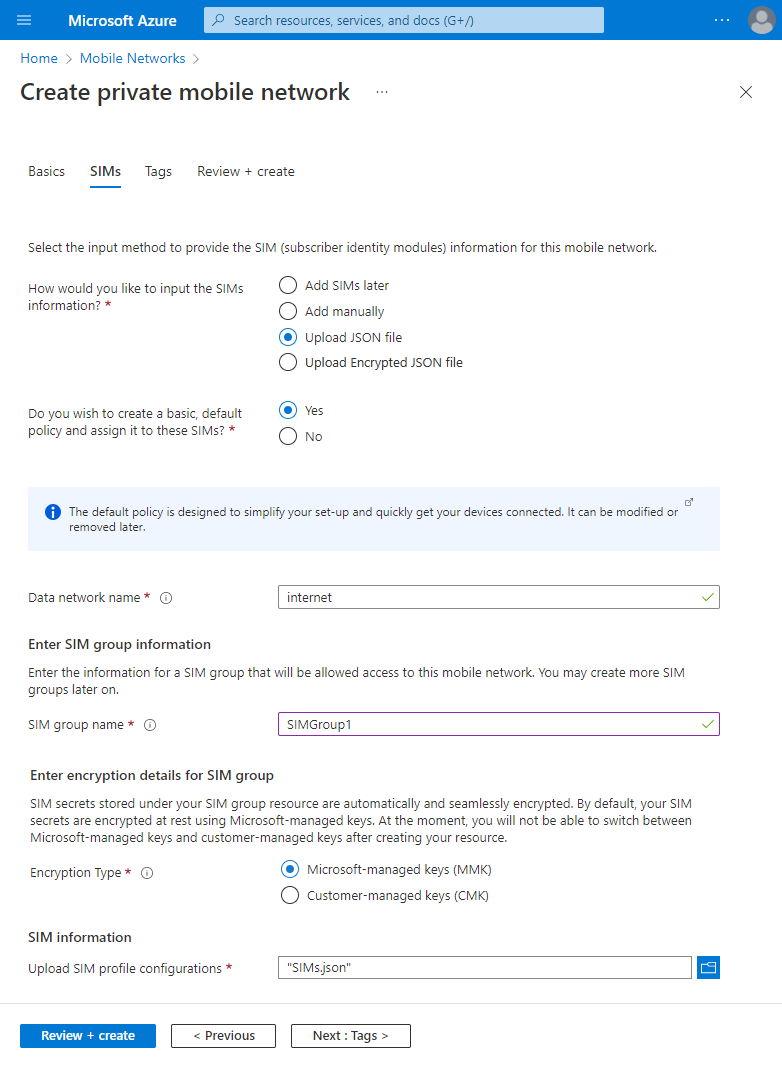 Microsoft Azure
Search resources, services, and docs (G+/)
Home > Mobile Networks >
Create private mobile network ...
Basics SIMs Tags Review + create
Select the input method to provide the SIM (subscriber identity modules) information for this mobile network.
How would you like to input the SIMs
information? *
Add SIMs later
Add manually
Upload JSON file
Upload Encrypted JSON file
Do you wish to create a basic, default
policy and assign it to these SIMs? *
Yes
No
The default policy is designed to simplify your set-up and quickly get your devices connected. It can be modified or
removed later.
Data network name * internet
Enter SIM group information
Enter the information for a SIM group that will be allowed access to this mobile network. You may create more SIM
groups later on.
SIM group name * SIMGroup1
Enter encryption details for SIM group
SIM secrets stored under your SIM group resource are automatically and seamlessly encrypted. By default, your SIM
secrets are encrypted at rest using Microsoft-managed keys. At the moment, you will not be able to switch between
Microsoft-managed keys and customer-managed keys after creating your resource.
Encryption Type * Microsoft-managed keys (MMK)
Customer-managed keys (CMK)
SIM information
Upload SIM profile configurations * "SIMs.json"
Review + create < Previous Next : Tags >